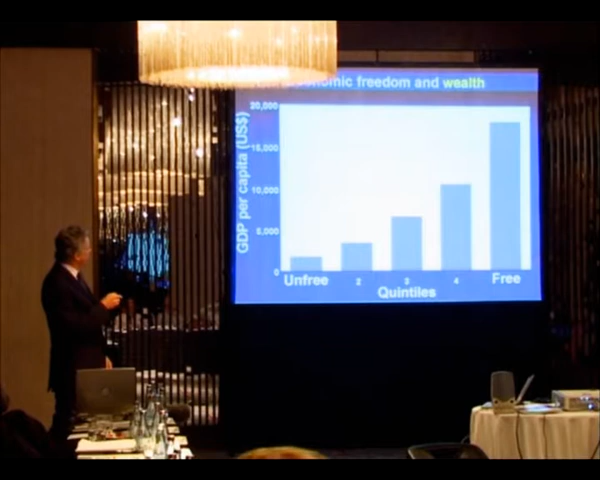 economic freedom and wealth
20,000
GDP per capita (US$)
15,000
10,000
5,000
0
Unfree 2 3 4 Free
Quintiles